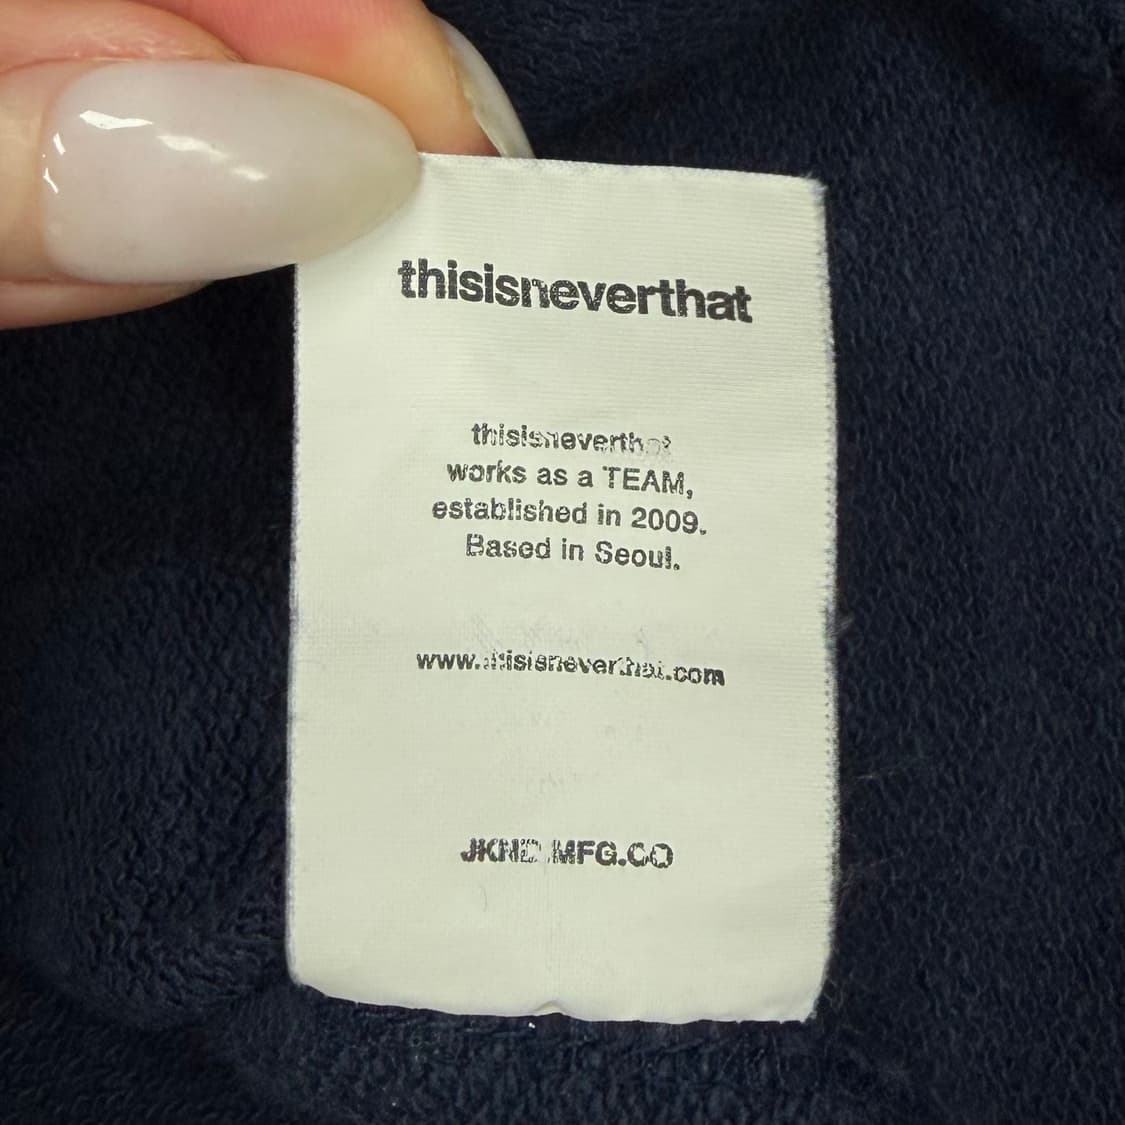 thisisneverthat
thisisneverthat
works as a TEAM,
established in 2009.
Based in Seoul.
www.thisisneverthat.com
JKND.MFG.CO